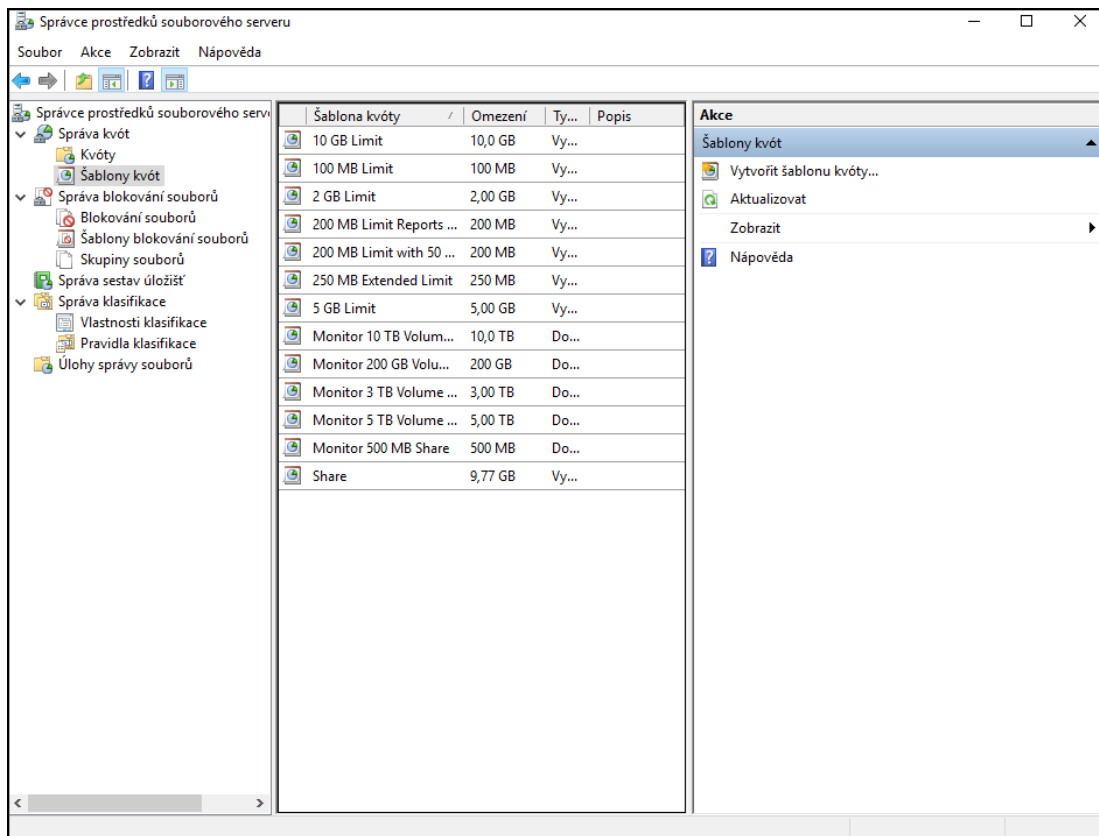 Správce prostředků souborového serveru
Soubor Akce Zobrazit Nápověda
Správce prostředků souborového serv
Správa kvót
Kvóty
Šablony kvót
Správa blokování souborů
Blokování souborů
Šablony blokování souborů
Skupiny souborů
Správa sestav úložišť
Správa klasifikace
Vlastnosti klasifikace
Pravidla klasifikace
Úlohy správy souborů
Šablona kvóty Omezení Ty... Popis
10 GB Limit 10,0 GB Vy...
100 MB Limit 100 MB Vy...
2 GB Limit 2,00 GB Vy...
200 MB Limit Reports ... 200 MB Vy...
200 MB Limit with 50 ... 200 MB Vy...
250 MB Extended Limit 250 MB Vy...
5 GB Limit 5,00 GB Vy...
Monitor 10 TB Volum... 10,0 TB Do...
Monitor 200 GB Volu... 200 GB Do...
Monitor 3 TB Volume ... 3,00 TB Do...
Monitor 5 TB Volume ... 5,00 TB Do...
Monitor 500 MB Share 500 MB Do...
Share 9,77 GB Vy...
Akce
Šablony kvót
Vytvořit šablonu kvóty...
Aktualizovat
Zobrazit
Nápověda